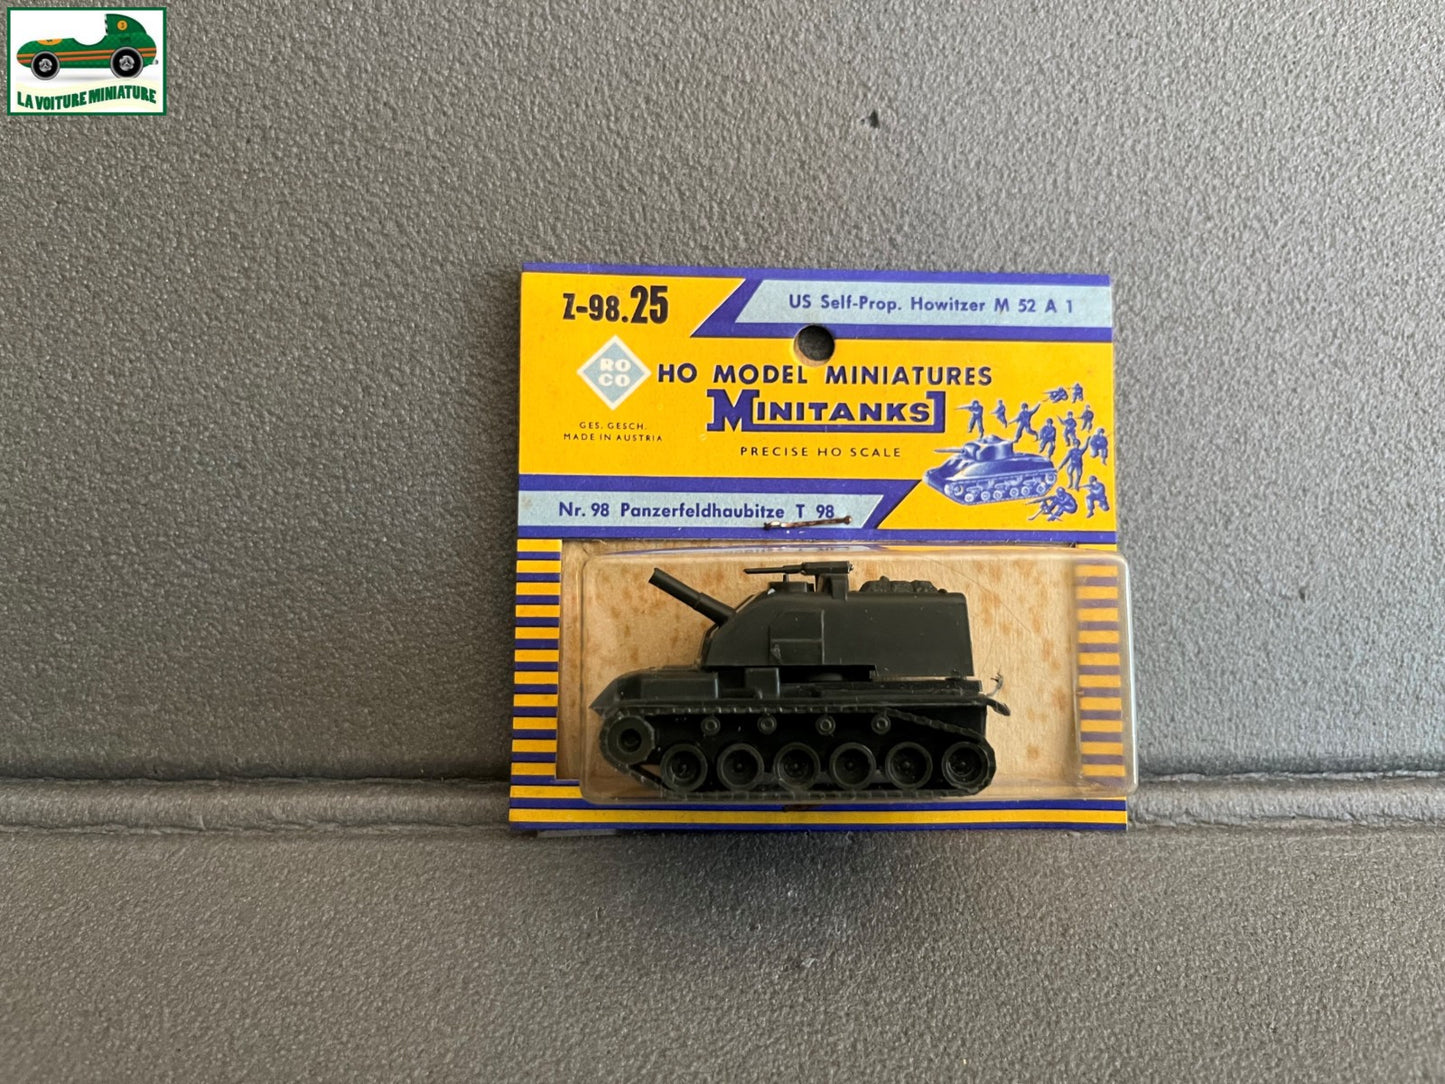 LA VOITURE MINIATURE
Z-98.25
US Self-Prop. Howitzer M 52 A 1
RO
CO
HO MODEL MINIATURES
MINITANKS
GES. GESCH.
MADE IN AUSTRIA
PRECISE HO SCALE
Nr. 98 Panzerfeldhaubitze T 98